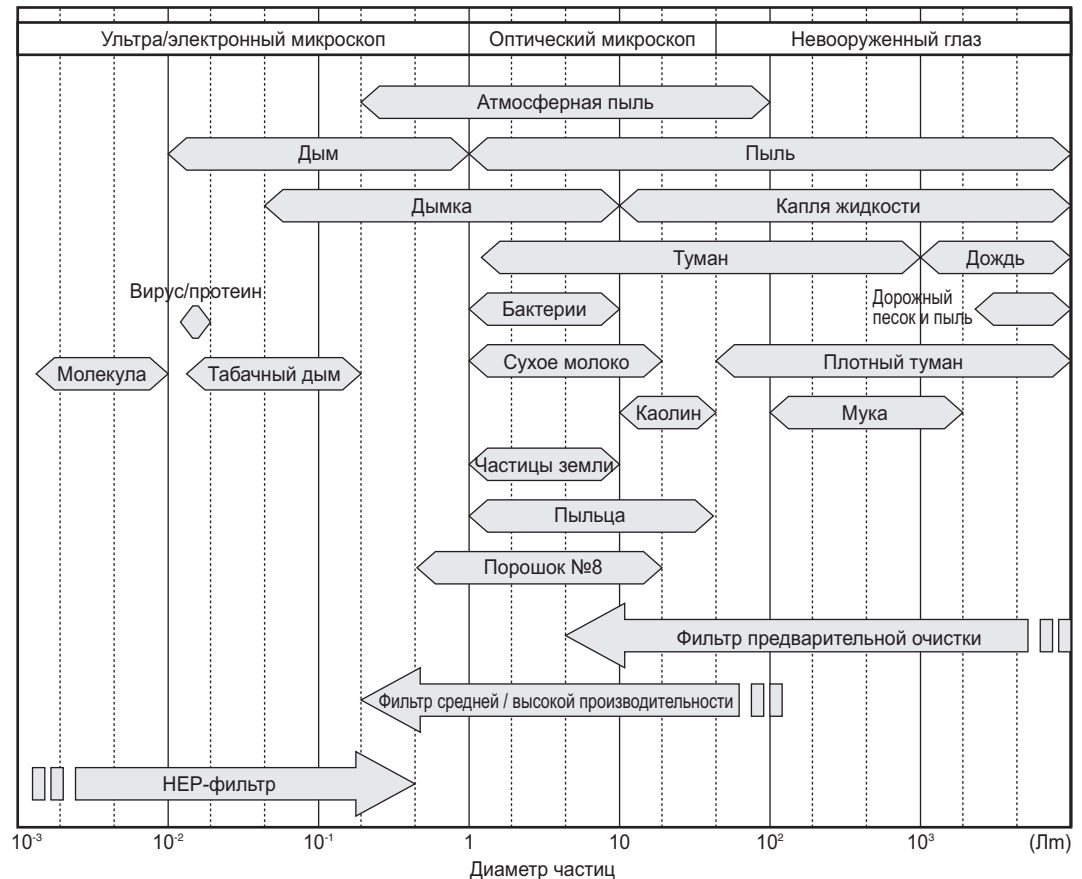 Ультра/электронный микроскоп
Оптический микроскоп
Невооруженный глаз
Атмосферная пыль
Дым
Пыль
Дымка
Капля жидкости
Туман
Дождь
Вирус/протеин
Бактерии
Дорожный
песок и пыль
Молекула
Табачный дым
Сухое молоко
Плотный туман
Каолин
Мука
Частицы земли
Пыльца
Порошок №8
Фильтр предварительной очистки
Фильтр средней / высокой производительности
HEP-фильтр
10⁻³ 10⁻² 10⁻¹ 1 10 10² 10³ (Лm)
Диаметр частиц